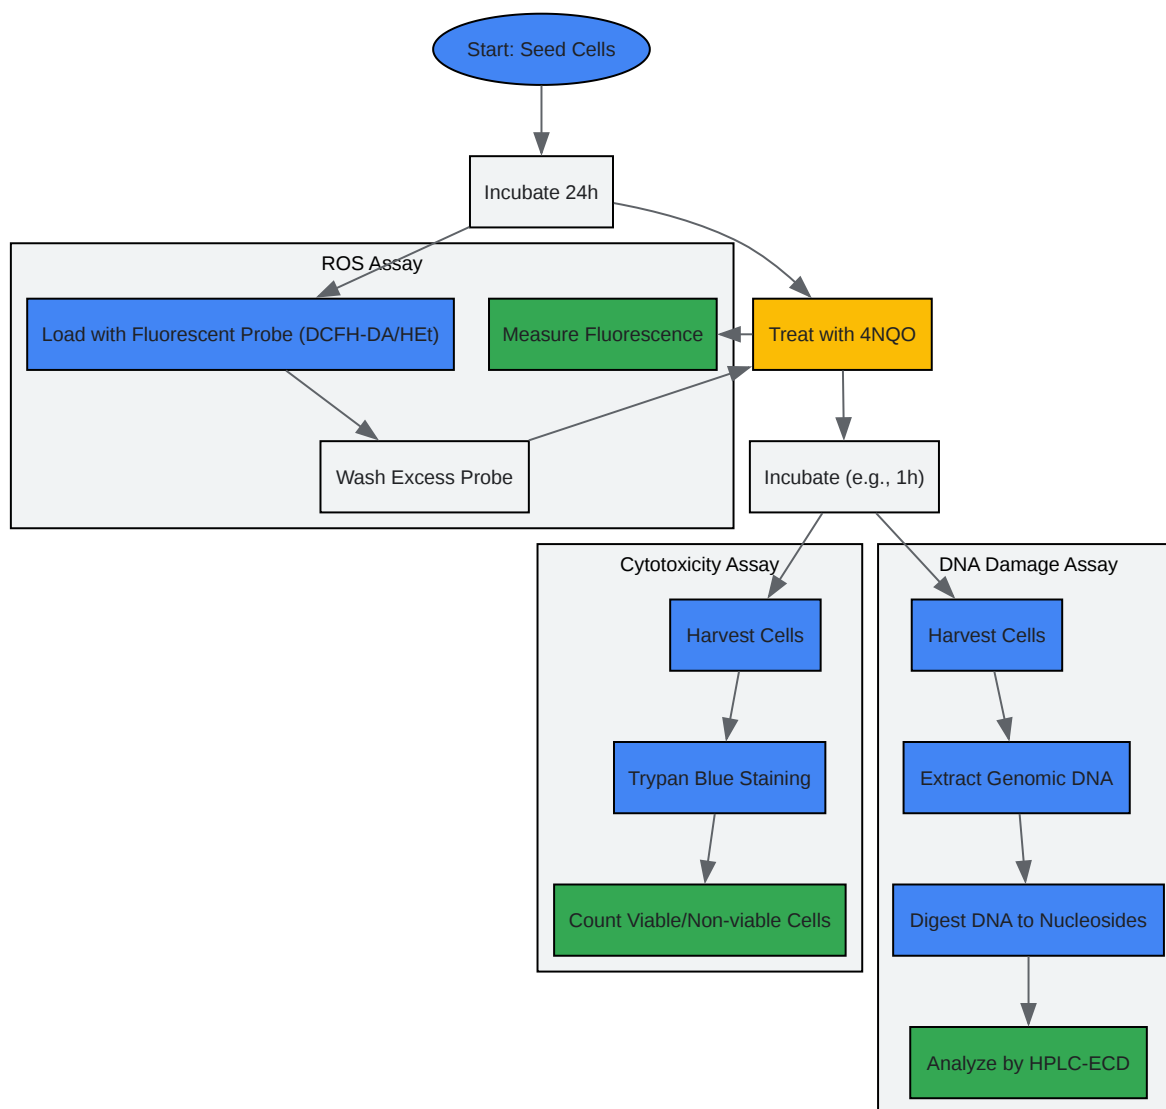 Start: Seed Cells
Incubate 24h
ROS Assay
Load with Fluorescent Probe (DCFH-DA/HEt)
Measure Fluorescence
Treat with 4NQO
Wash Excess Probe
Incubate (e.g., 1h)
Cytotoxicity Assay
DNA Damage Assay
Harvest Cells
Harvest Cells
Trypan Blue Staining
Extract Genomic DNA
Count Viable/Non-viable Cells
Digest DNA to Nucleosides
Analyze by HPLC-ECD